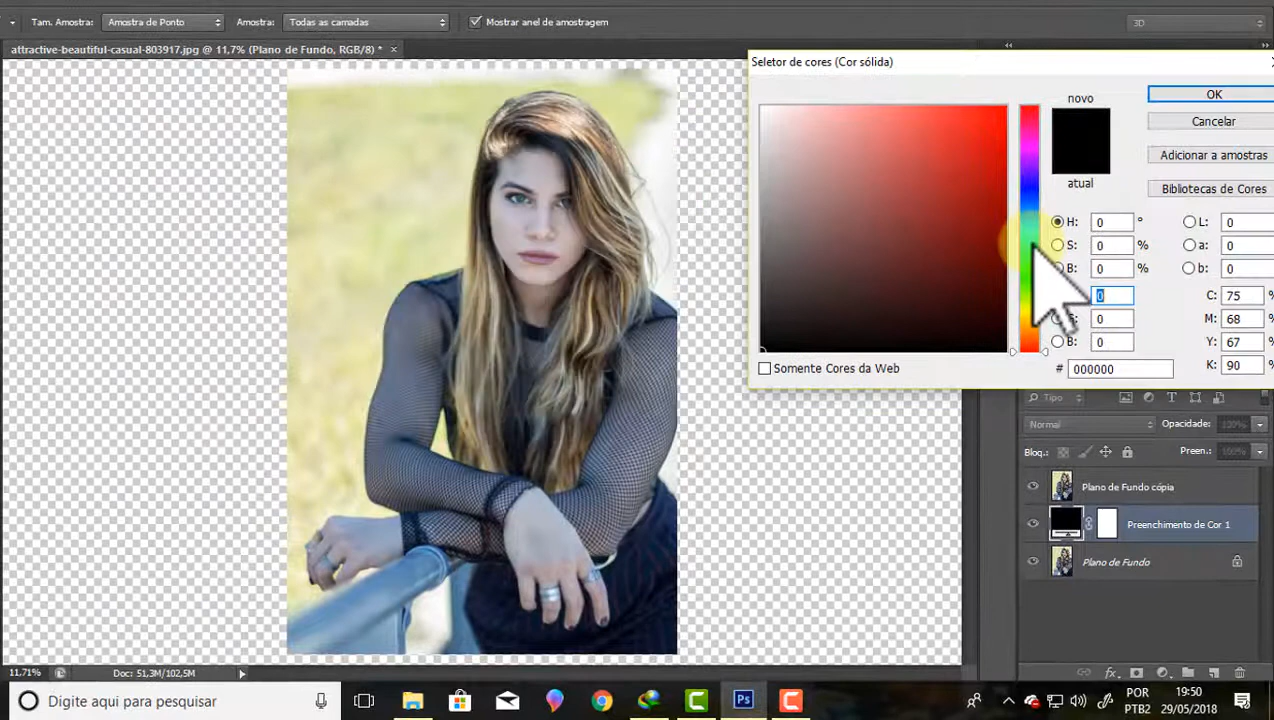 Tam. Amostra: Amostra de Ponto Amostra: Todas as camadas Mostrar anel de amostragem 3D
attractive-beautiful-casual-803917.jpg @ 11,7% (Plano de Fundo, RGB/8) * ×
Seletor de cores (Cor sólida)
novo
OK
Cancelar
Adicionar a amostras
atual
Bibliotecas de Cores
H: 0 ° L: 0
S: 0 % a: 0
B: 0 % b: 0
0 C: 75 %
0 M: 68 %
B: 0 Y: 67 %
Somente Cores da Web # 000000 K: 90 %
Tipo T
Normal Opacidade:
Bloq.: Preen.:
Plano de Fundo cópia
Preenchimento de Cor 1
Plano de Fundo
11.71% Doc: 51,3M/102,5M fx
Digite aqui para pesquisar Ps POR 19:50
PTB2 29/05/2018